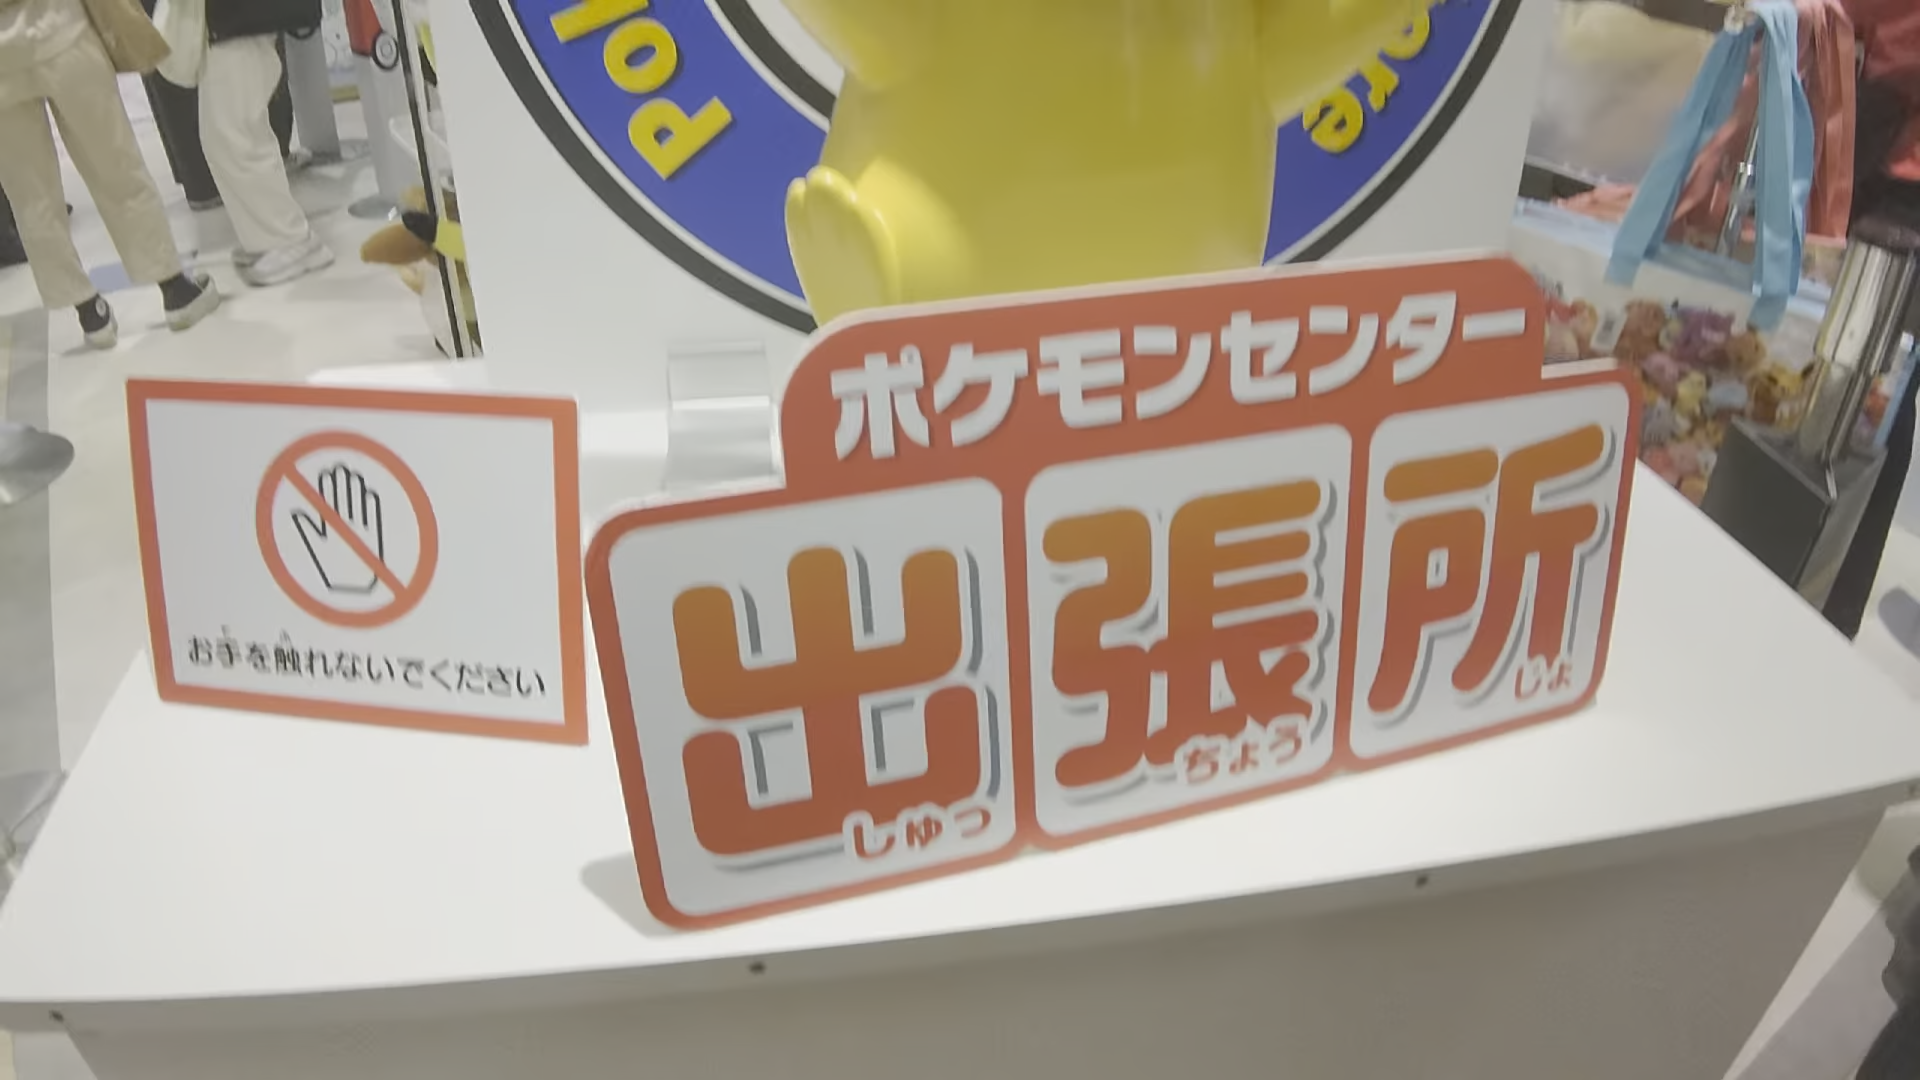 ポケモンセンター
出張所
しゅっ ちょう じょ
お手を触れないでください